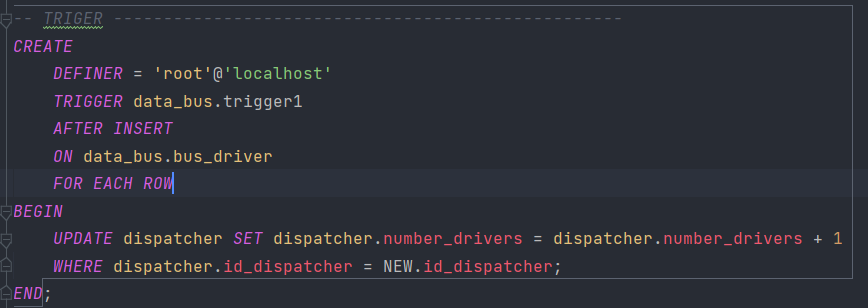 -- TRIGER ---------------------------------------------------
CREATE
    DEFINER = 'root'@'localhost'
    TRIGGER data_bus.trigger1
    AFTER INSERT
    ON data_bus.bus_driver
    FOR EACH ROW
BEGIN
    UPDATE dispatcher SET dispatcher.number_drivers = dispatcher.number_drivers + 1
    WHERE dispatcher.id_dispatcher = NEW.id_dispatcher;
END;